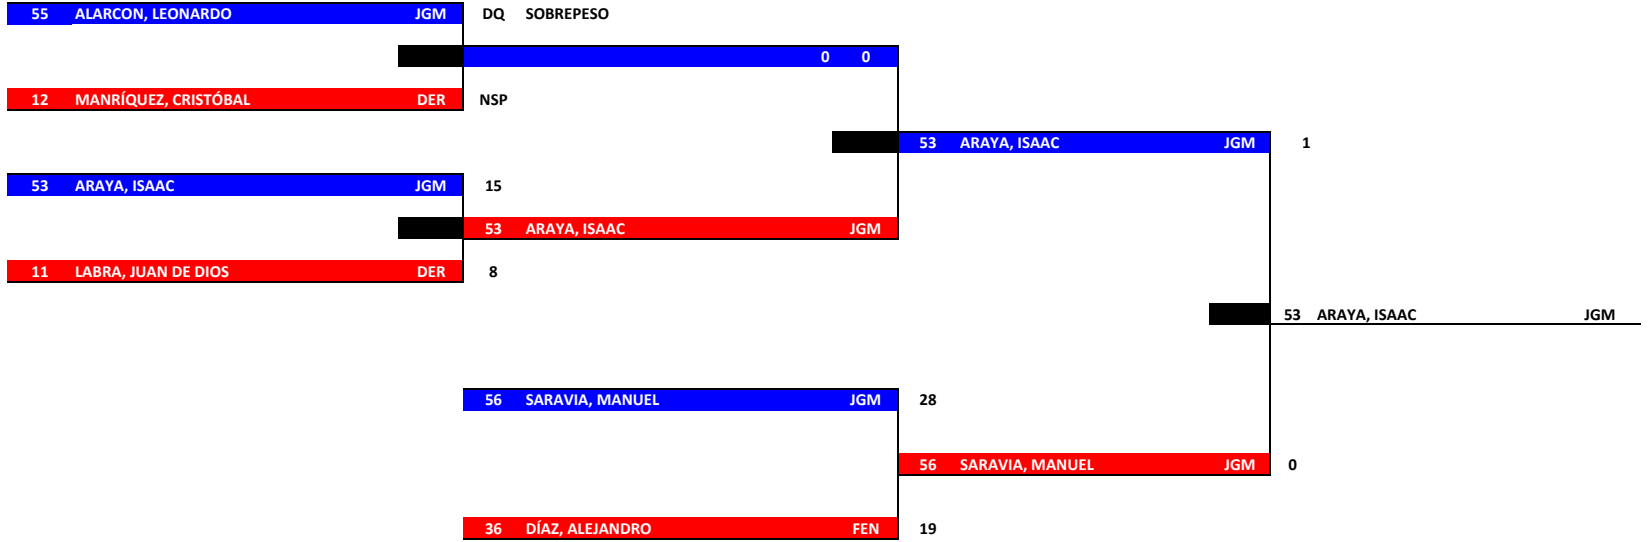 55 ALARCON, LEONARDO JGM DQ SOBREPESO
0 0
12 MANRÍQUEZ, CRISTÓBAL DER NSP
53 ARAYA, ISAAC JGM 1
53 ARAYA, ISAAC JGM 15
53 ARAYA, ISAAC JGM
11 LABRA, JUAN DE DIOS DER 8
53 ARAYA, ISAAC JGM
56 SARAVIA, MANUEL JGM 28
56 SARAVIA, MANUEL JGM 0
36 DÍAZ, ALEJANDRO FEN 19